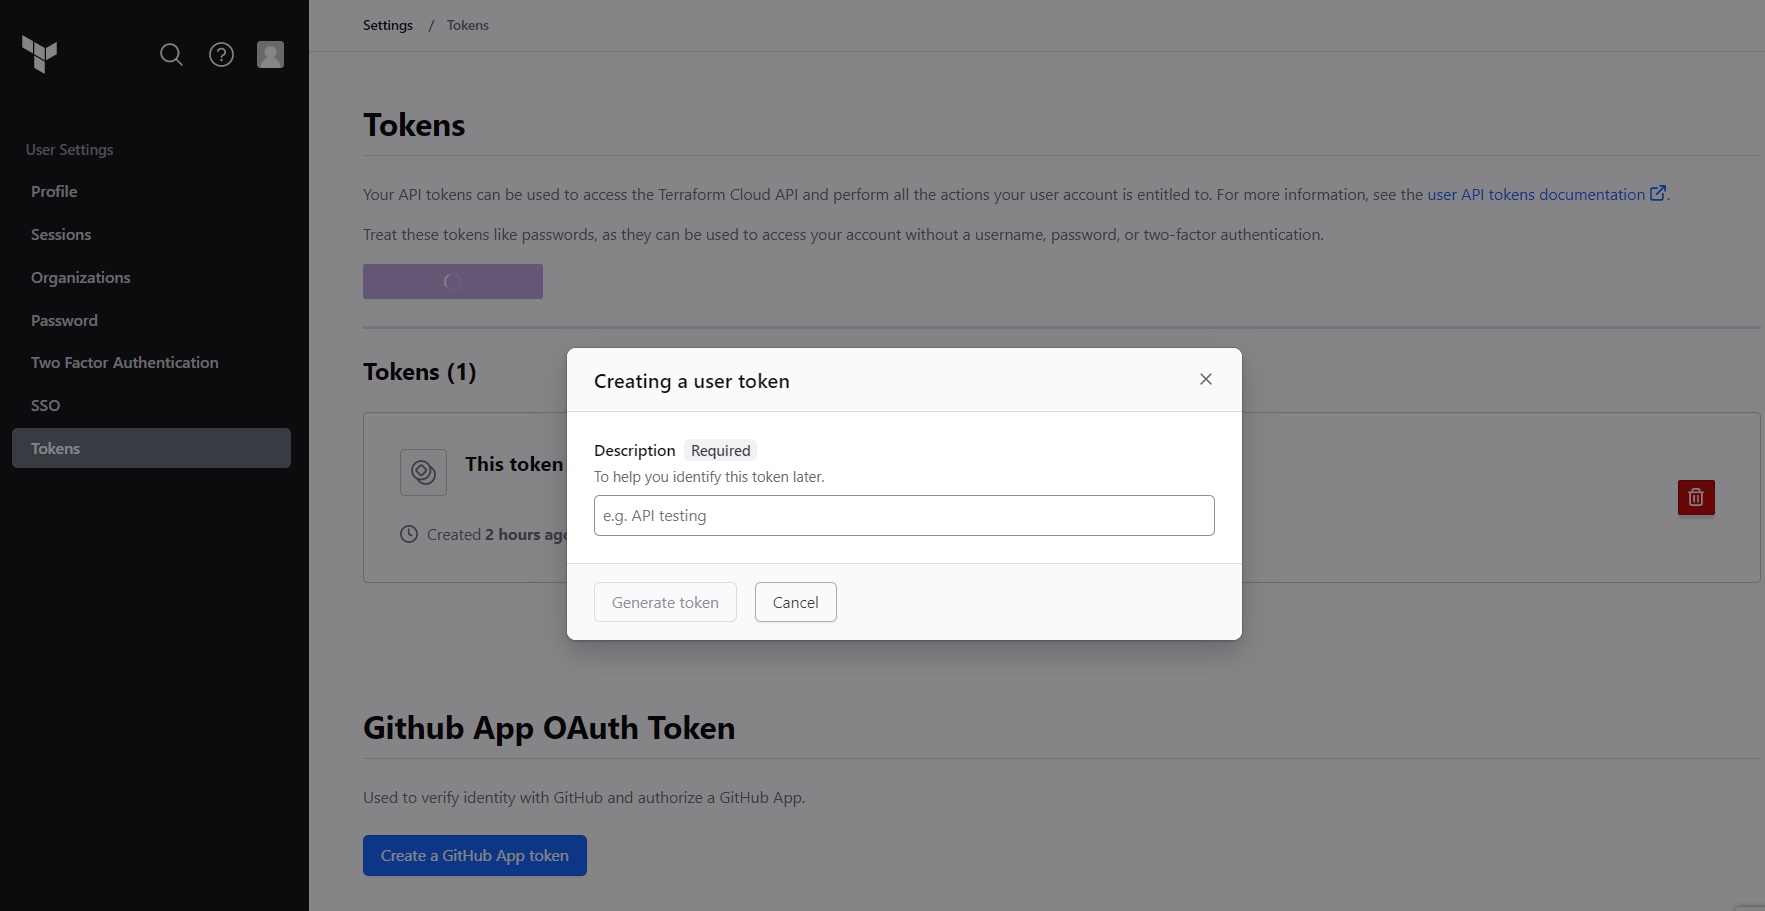 Settings / Tokens
User Settings
Profile
Sessions
Organizations
Password
Two Factor Authentication
SSO
Tokens
Tokens
Your API tokens can be used to access the Terraform Cloud API and perform all the actions your user account is entitled to. For more information, see the user API tokens documentation.
Treat these tokens like passwords, as they can be used to access your account without a username, password, or two-factor authentication.
Tokens (1)
This token
Created 2 hours ago
Creating a user token
Description Required
To help you identify this token later.
e.g. API testing
Generate token
Cancel
Github App OAuth Token
Used to verify identity with GitHub and authorize a GitHub App.
Create a GitHub App token